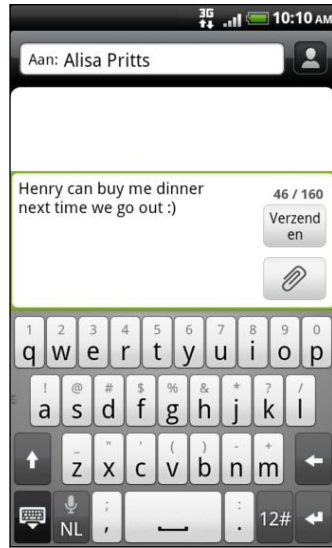 3G 10:10 AM
Aan: Alisa Pritts
Henry can buy me dinner
next time we go out :)
46 / 160
Verzend
en
1 2 3 4 5 6 7 8 9 0
q w e r t y u i o p
! @ # $ % & * ? /
a s d f g h j k l
_ " ' ( ) - +
z x c v b n m
NL ; , : . 12#